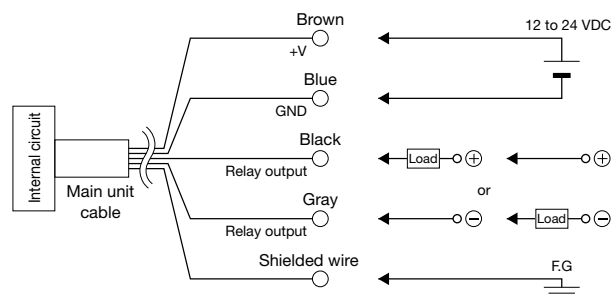 Brown
12 to 24 VDC
+V
Blue
GND
Internal circuit
Main unit
cable
Black
Relay output
Load
+
+
or
Gray
Relay output
−
Load
−
Shielded wire
F.G